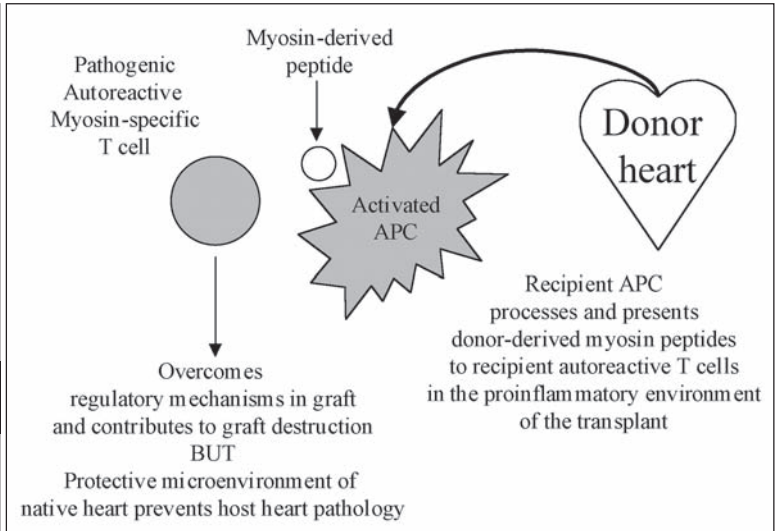 Pathogenic
Autoreactive
Myosin-specific
T cell
Myosin-derived
peptide
Activated
APC
Donor
heart
Recipient APC
processes and presents
donor-derived myosin peptides
to recipient autoreactive T cells
in the proinflammatory environment
of the transplant
Overcomes
regulatory mechanisms in graft
and contributes to graft destruction
BUT
Protective microenvironment of
native heart prevents host heart pathology